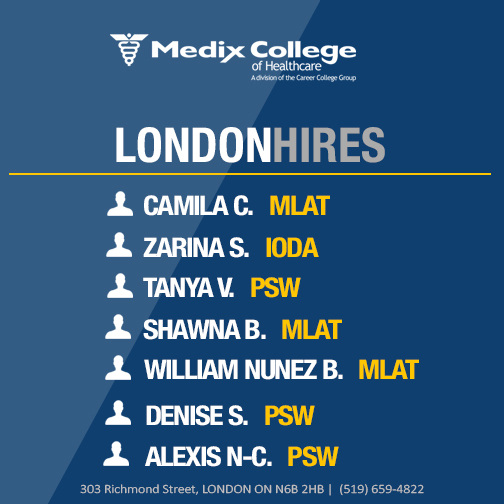 Medix College
of Healthcare
A division of the Career College Group
LONDONHIRES
CAMILA C. MLAT
ZARINA S. IODA
TANYA V. PSW
SHAWNA B. MLAT
WILLIAM NUNEZ B. MLAT
DENISE S. PSW
ALEXIS N-C. PSW
303 Richmond Street, LONDON ON N6B 2HB | (519) 659-4822